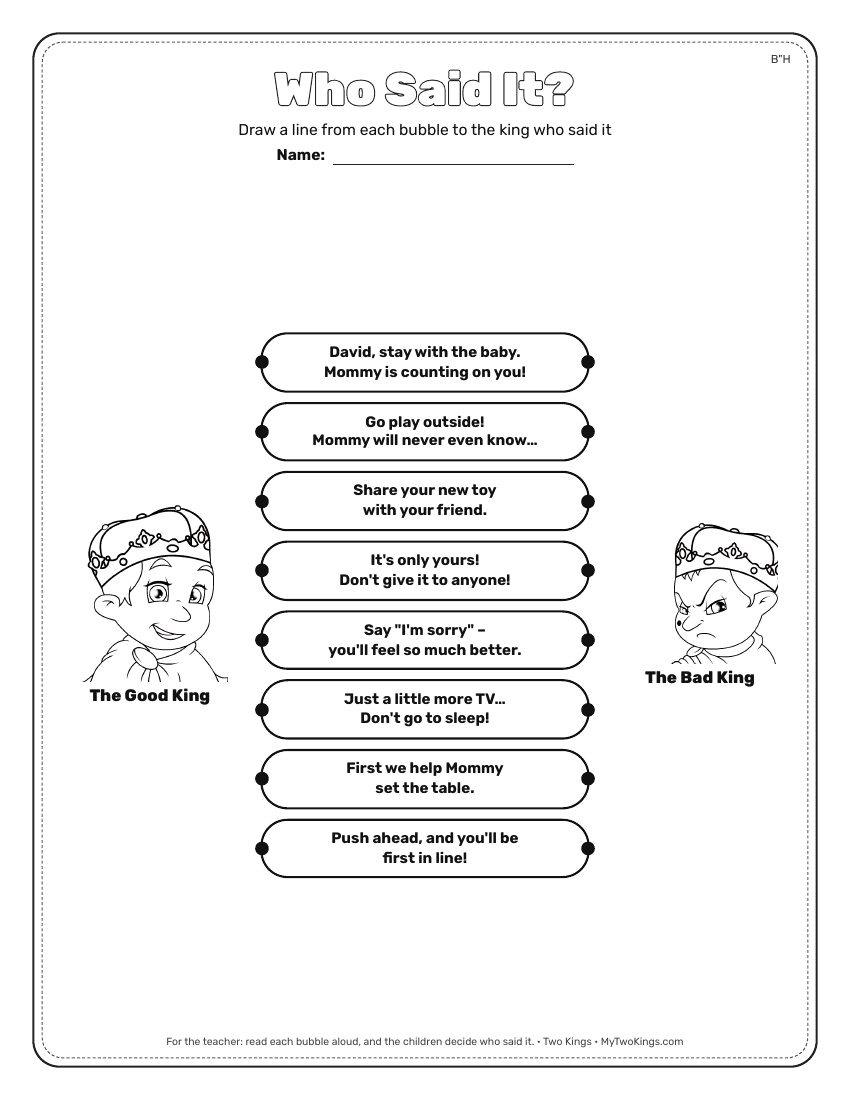 B"H
Who Said It?
Draw a line from each bubble to the king who said it
Name:
David, stay with the baby.
Mommy is counting on you!
Go play outside!
Mommy will never even know…
Share your new toy
with your friend.
It's only yours!
Don't give it to anyone!
Say "I'm sorry" –
you'll feel so much better.
Just a little more TV…
Don't go to sleep!
First we help Mommy
set the table.
Push ahead, and you'll be
first in line!
The Good King
The Bad King
For the teacher: read each bubble aloud, and the children decide who said it. • Two Kings • MyTwoKings.com